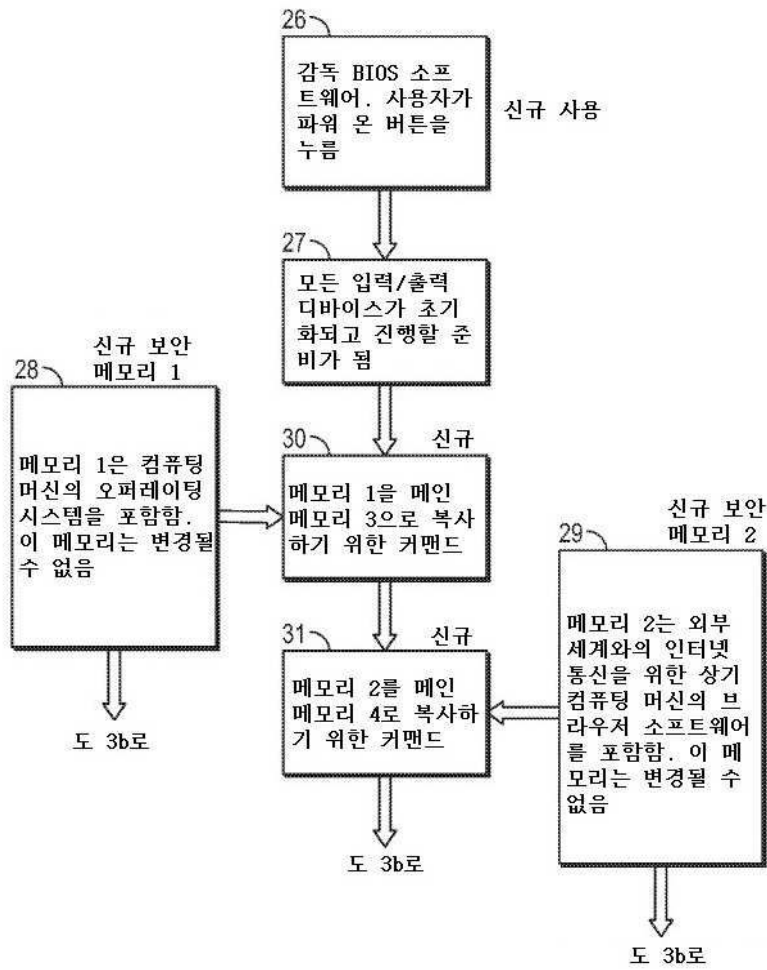 26
감독 BIOS 소프
트웨어. 사용자가
파워 온 버튼을
누름
신규 사용
27
모든 입력/출력
디바이스가 초기
화되고 진행할 준
비가 됨
신규 보안
메모리 1
28
메모리 1은 컴퓨팅
머신의 오퍼레이팅
시스템을 포함함.
이 메모리는 변경될
수 없음
도 3b로
30
신규
메모리 1을 메인
메모리 3으로 복사
하기 위한 커맨드
신규 보안
메모리 2
29
메모리 2는 외부
세계와의 인터넷
통신을 위한 상기
컴퓨팅 머신의 브
라우저 소프트웨어
를 포함함. 이 메
모리는 변경될 수
없음
31
신규
메모리 2를 메인
메모리 4로 복사하
기 위한 커맨드
도 3b로
도 3b로